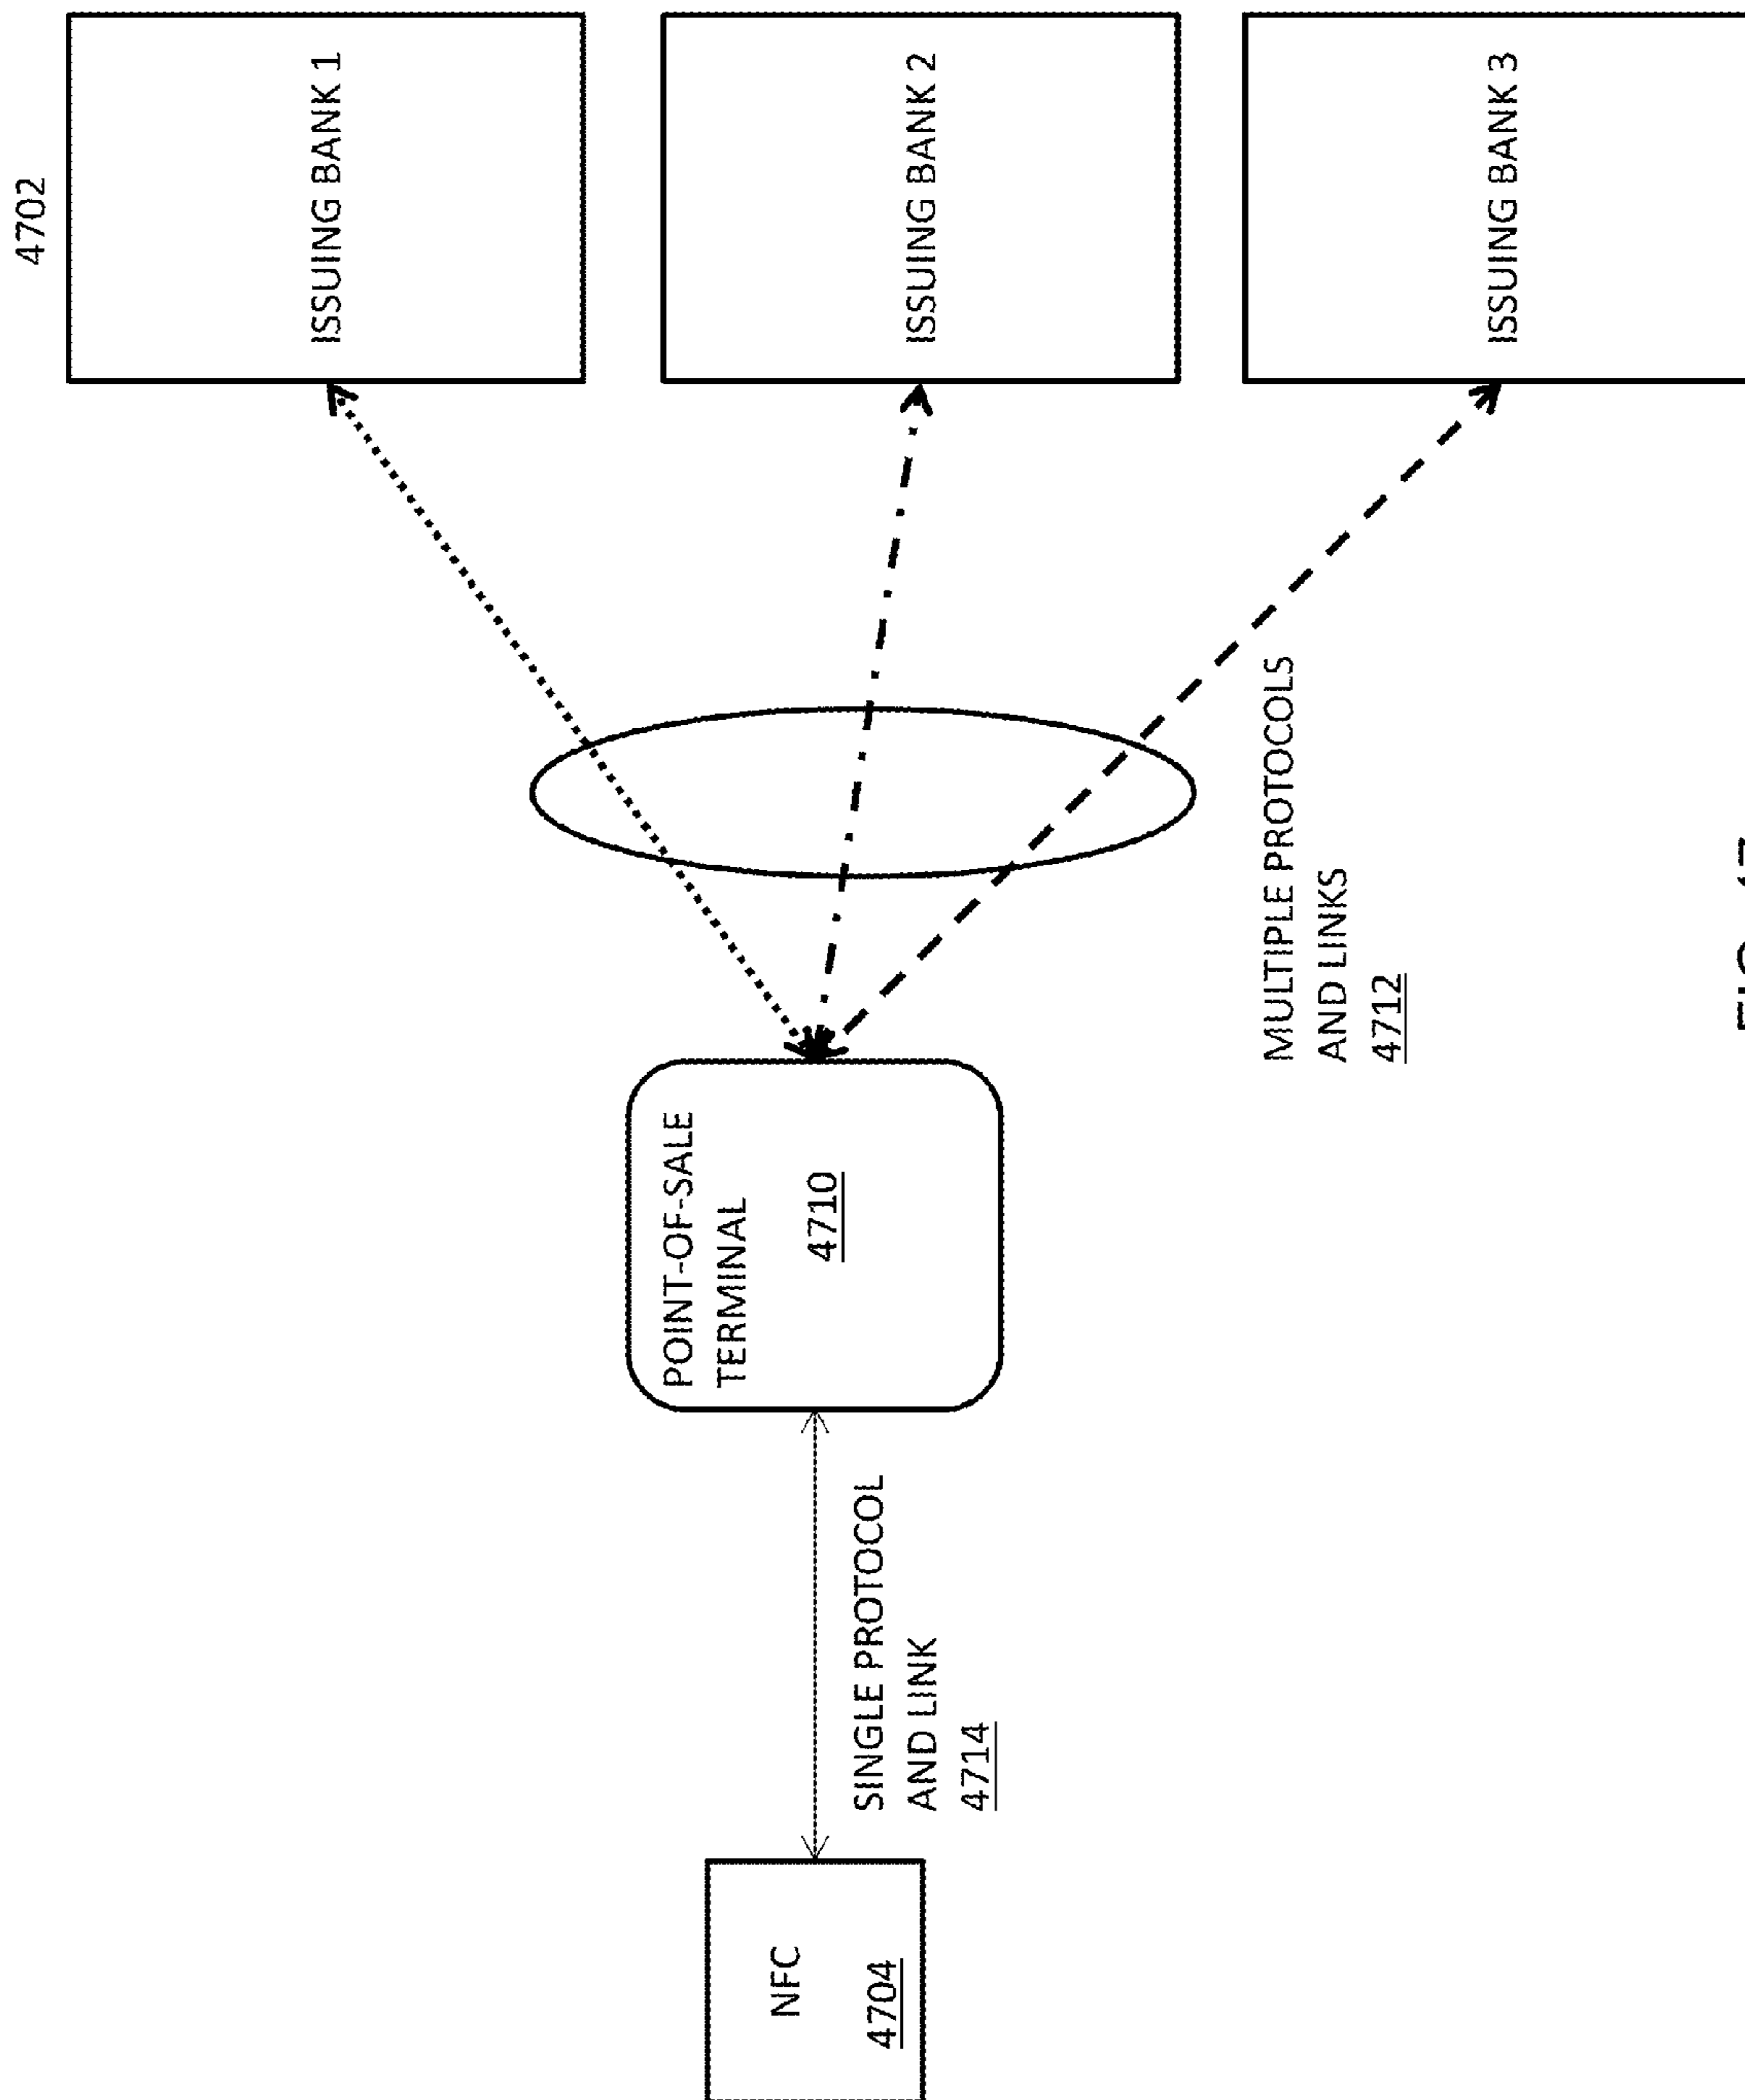 4702
ISSUING BANK 1
ISSUING BANK 2
ISSUING BANK 3
MULTIPLE PROTOCOLS
AND LINKS
4712
POINT-OF-SALE
TERMINAL
4710
SINGLE PROTOCOL
AND LINK
4714
NFC
4704